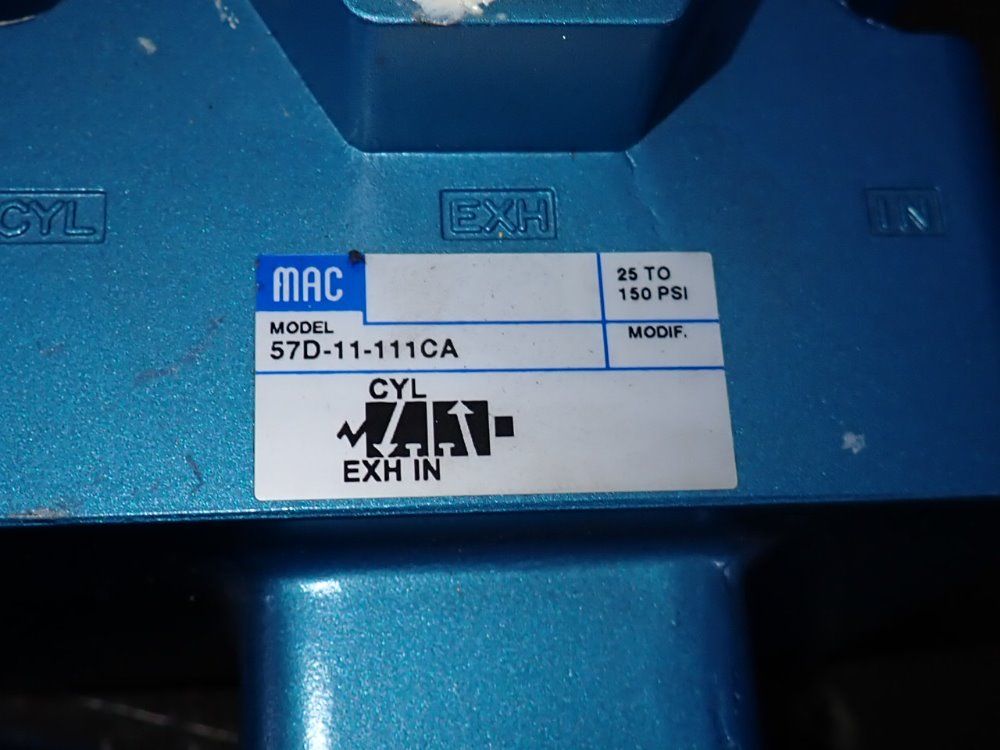 CYL
EXH
IN
MAC
25 TO
150 PSI
MODEL
MODIF.
57D-11-111CA
CYL
EXH IN